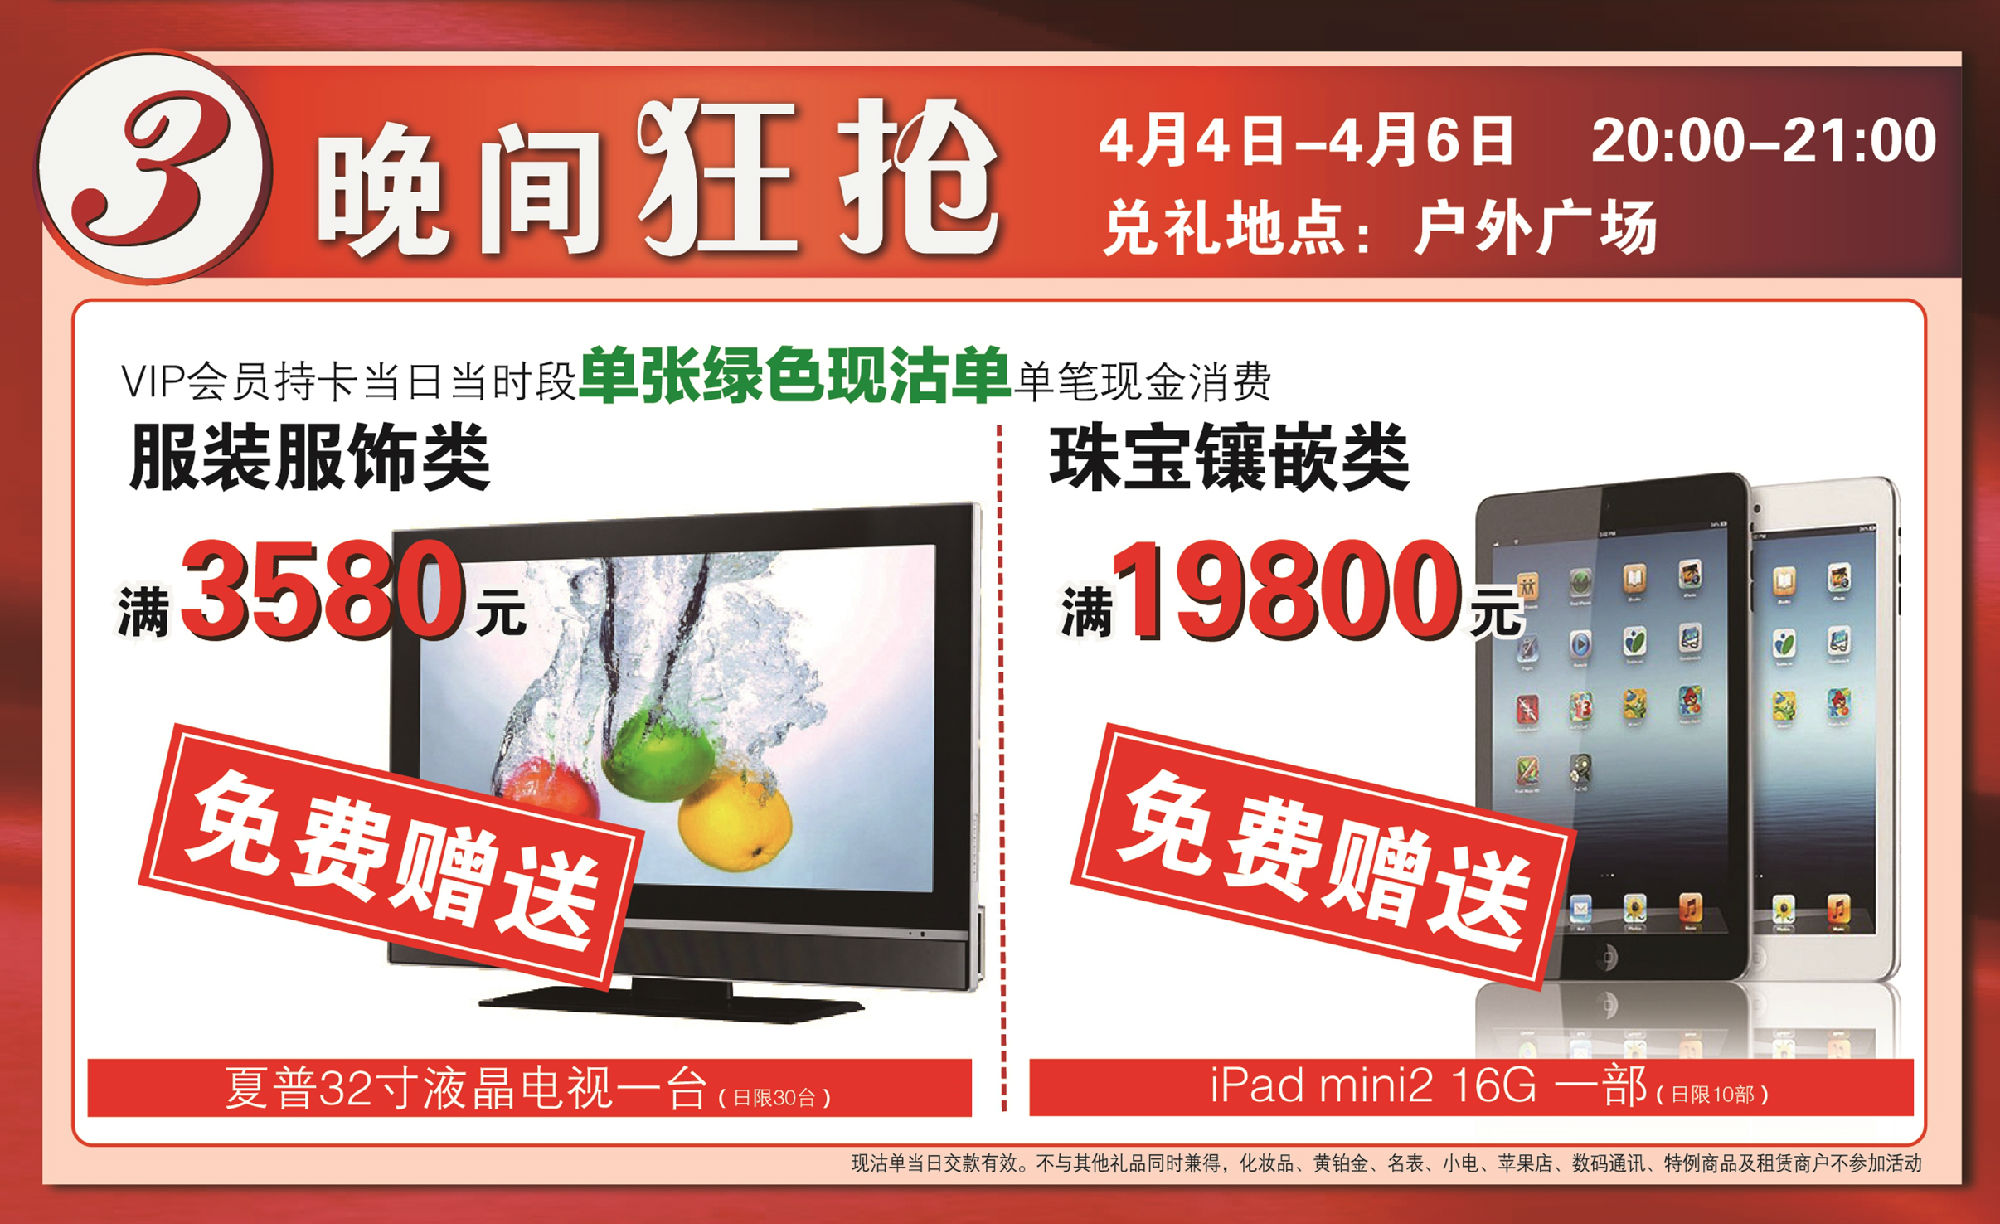 3
晚间狂抢
4月4日-4月6日 20:00-21:00
兑礼地点：户外广场
VIP会员持卡当日当时段单张绿色现沽单单笔现金消费
服装服饰类
满3580元
免费赠送
夏普32寸液晶电视一台（日限30台）
珠宝镶嵌类
满19800元
免费赠送
iPad mini2 16G 一部（日限10部）
现沽单当日交款有效。不与其他礼品同时兼得，化妆品、黄铂金、名表、小电、苹果店、数码通讯、特例商品及租赁商户不参加活动